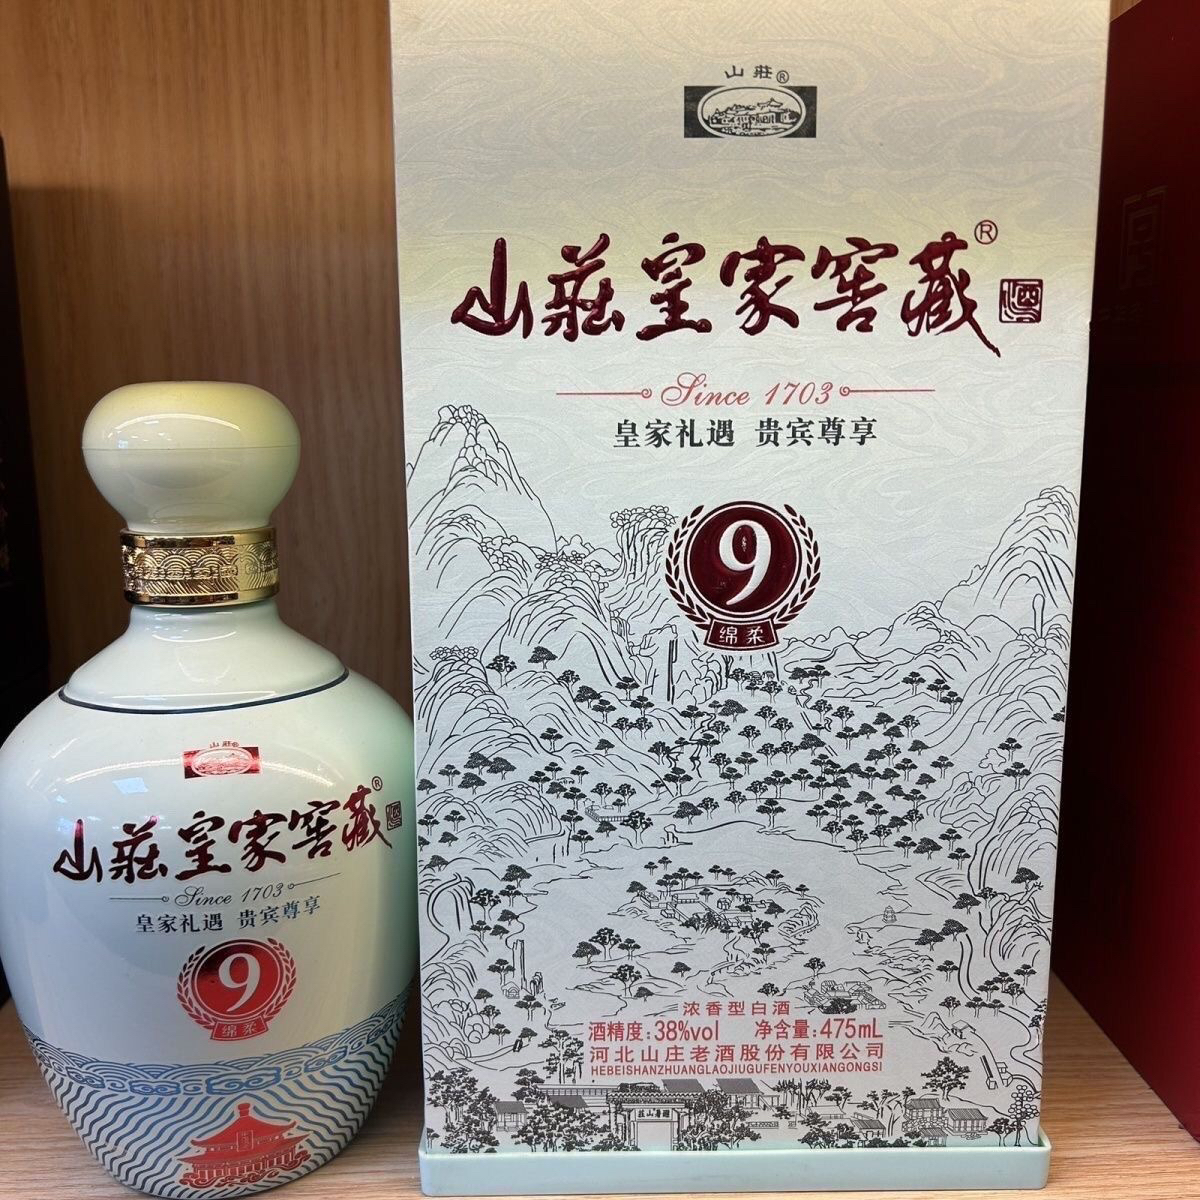 山莊®
山莊皇家窖藏®
酒
Since 1703
皇家礼遇 贵宾尊享
9
绵柔
浓香型白酒
酒精度:38%vol 净含量:475mL
河北山庄老酒股份有限公司
HEBEISHANZHUANGLAOJIUGUFENYOUXIANGONGSI
山莊®
山莊皇家窖藏®
酒
Since 1703
皇家礼遇 贵宾尊享
9
绵柔